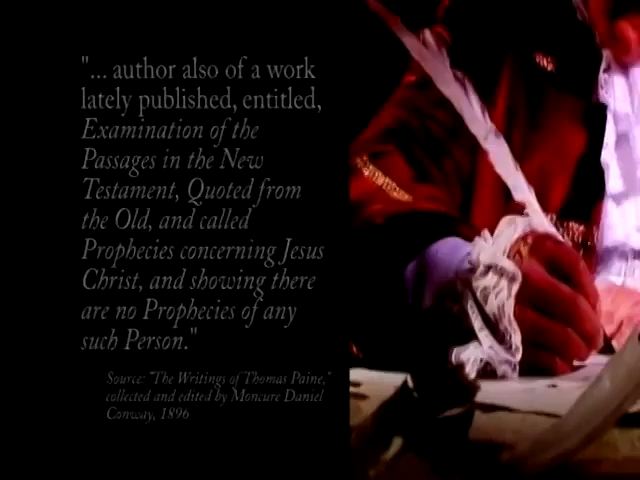 "... author also of a work
lately published, entitled,
Examination of the
Passages in the New
Testament, Quoted from
the Old, and called
Prophecies concerning Jesus
Christ, and showing there
are no Prophecies of any
such Person."
Source: "The Writings of Thomas Paine,"
collected and edited by Moncure Daniel
Conway, 1896